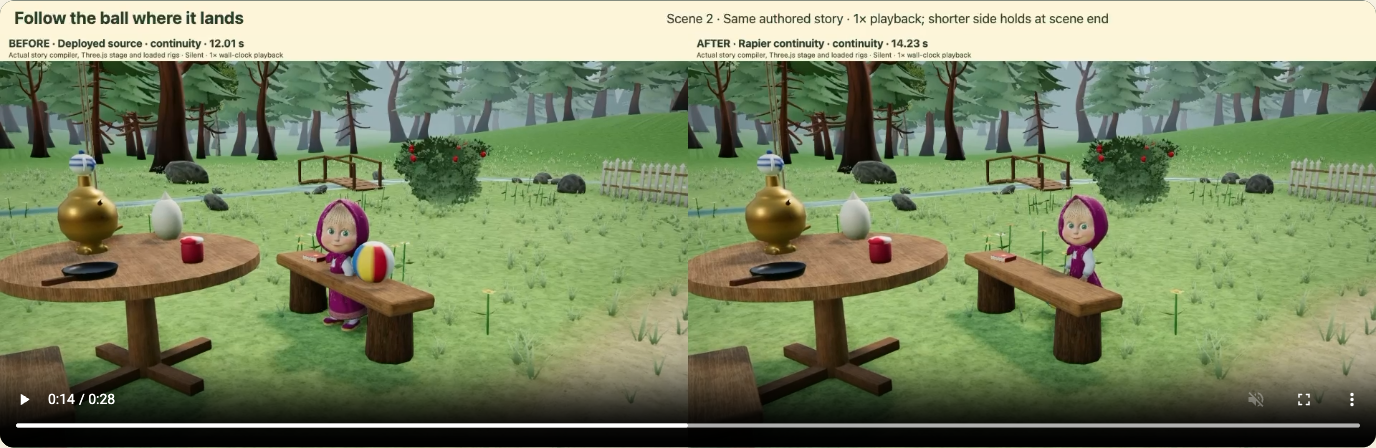 Follow the ball where it lands
Scene 2 · Same authored story · 1× playback; shorter side holds at scene end
BEFORE · Deployed source · continuity · 12.01 s
Actual story compiler, Three.js stage and loaded rigs · Silent · 1× wall-clock playback
AFTER · Rapier continuity · continuity · 14.23 s
Actual story compiler, Three.js stage and loaded rigs · Silent · 1× wall-clock playback
0:14 / 0:28